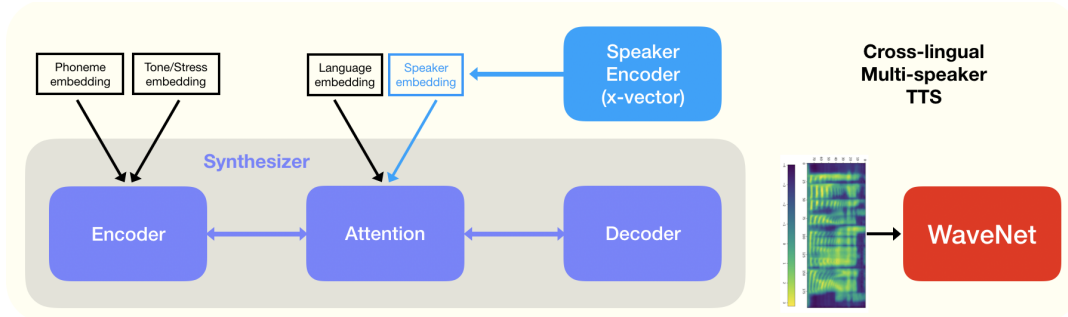 Phoneme
embedding
Tone/Stress
embedding
Language
embedding
Speaker
embedding
Speaker
Encoder
(x-vector)
Cross-lingual
Multi-speaker
TTS
Synthesizer
Encoder
Attention
Decoder
WaveNet